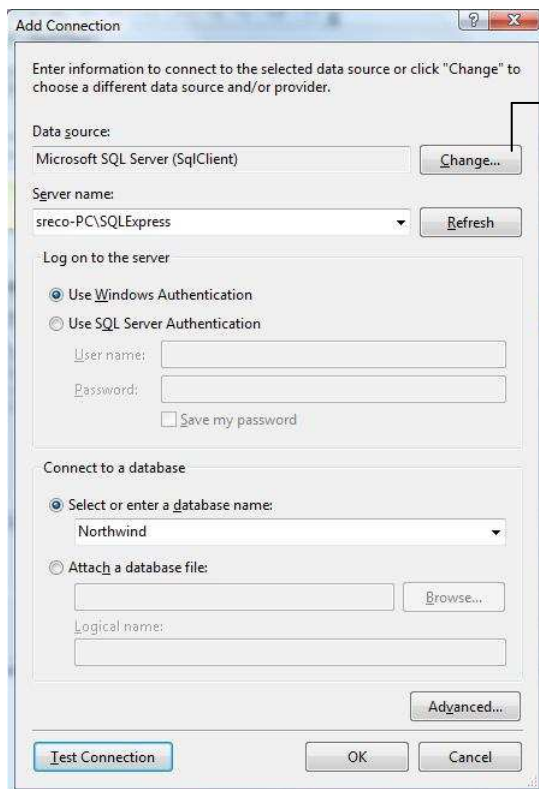 Add Connection
Enter information to connect to the selected data source or click "Change" to
choose a different data source and/or provider.
Data source:
Microsoft SQL Server (SqlClient)
Change...
Server name:
sreco-PC\SQLExpress
Refresh
Log on to the server
Use Windows Authentication
Use SQL Server Authentication
User name:
Password:
Save my password
Connect to a database
Select or enter a database name:
Northwind
Attach a database file:
Browse...
Logical name:
Advanced...
Test Connection
OK
Cancel